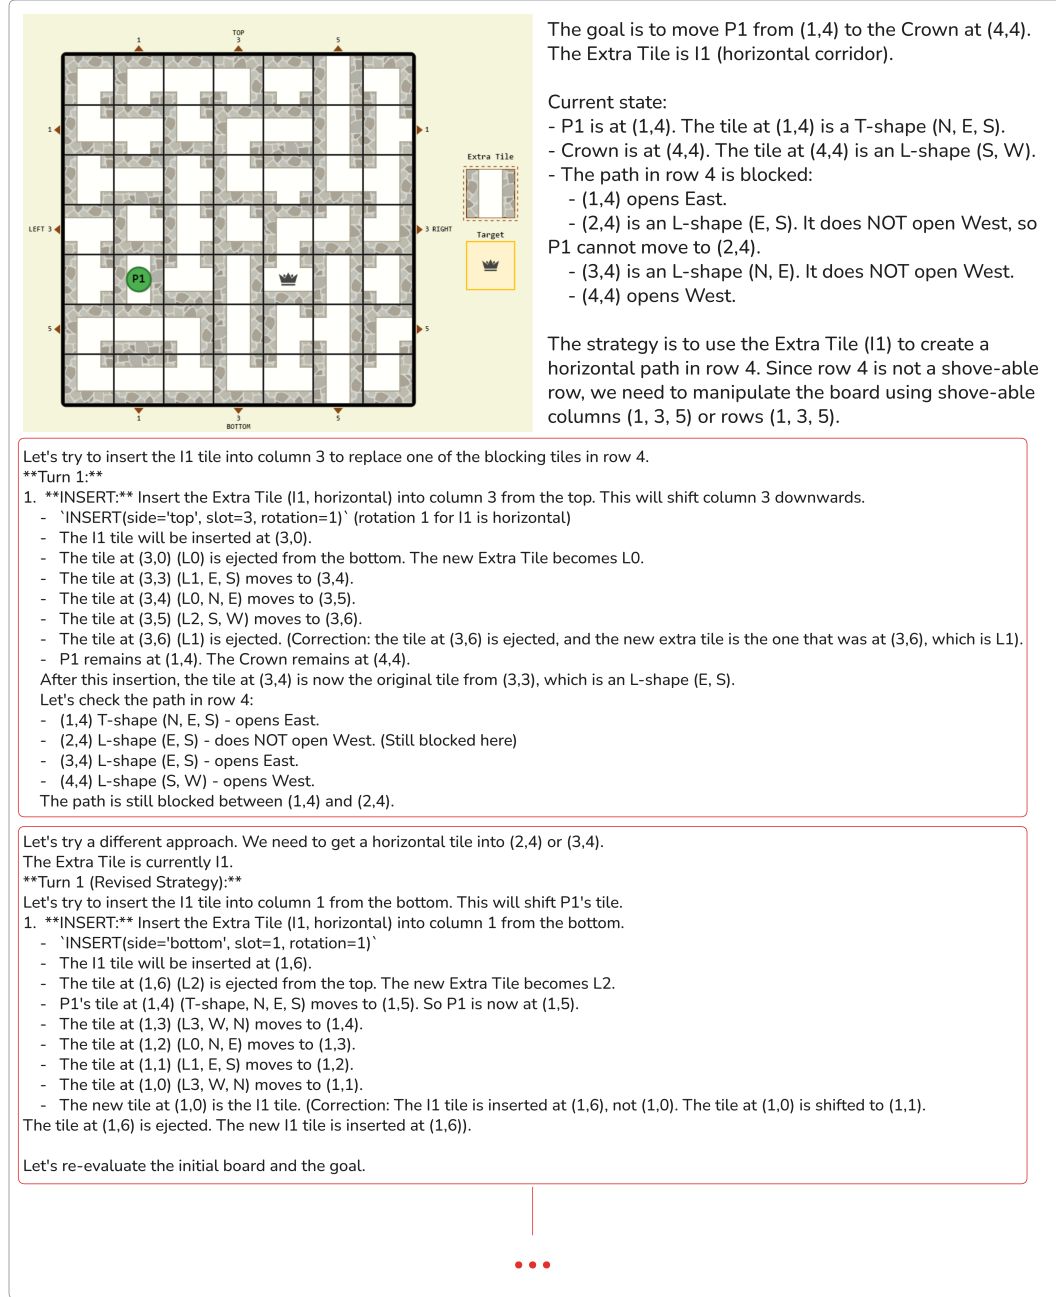 TOP
1
3
5
1
1
LEFT 3
3 RIGHT
5
5
1
3
5
BOTTOM
P1
Extra Tile
Target
The goal is to move P1 from (1,4) to the Crown at (4,4).
The Extra Tile is I1 (horizontal corridor).
Current state:
- P1 is at (1,4). The tile at (1,4) is a T-shape (N, E, S).
- Crown is at (4,4). The tile at (4,4) is an L-shape (S, W).
- The path in row 4 is blocked:
- (1,4) opens East.
- (2,4) is an L-shape (E, S). It does NOT open West, so
P1 cannot move to (2,4).
- (3,4) is an L-shape (N, E). It does NOT open West.
- (4,4) opens West.
The strategy is to use the Extra Tile (I1) to create a
horizontal path in row 4. Since row 4 is not a shove-able
row, we need to manipulate the board using shove-able
columns (1, 3, 5) or rows (1, 3, 5).
Let's try to insert the I1 tile into column 3 to replace one of the blocking tiles in row 4.
**Turn 1:**
1. **INSERT:** Insert the Extra Tile (I1, horizontal) into column 3 from the top. This will shift column 3 downwards.
- `INSERT(side='top', slot=3, rotation=1)` (rotation 1 for I1 is horizontal)
- The I1 tile will be inserted at (3,0).
- The tile at (3,0) (L0) is ejected from the bottom. The new Extra Tile becomes L0.
- The tile at (3,3) (L1, E, S) moves to (3,4).
- The tile at (3,4) (L0, N, E) moves to (3,5).
- The tile at (3,5) (L2, S, W) moves to (3,6).
- The tile at (3,6) (L1) is ejected. (Correction: the tile at (3,6) is ejected, and the new extra tile is the one that was at (3,6), which is L1).
- P1 remains at (1,4). The Crown remains at (4,4).
After this insertion, the tile at (3,4) is now the original tile from (3,3), which is an L-shape (E, S).
Let's check the path in row 4:
- (1,4) T-shape (N, E, S) - opens East.
- (2,4) L-shape (E, S) - does NOT open West. (Still blocked here)
- (3,4) L-shape (E, S) - opens East.
- (4,4) L-shape (S, W) - opens West.
The path is still blocked between (1,4) and (2,4).
Let's try a different approach. We need to get a horizontal tile into (2,4) or (3,4).
The Extra Tile is currently I1.
**Turn 1 (Revised Strategy):**
Let's try to insert the I1 tile into column 1 from the bottom. This will shift P1's tile.
1. **INSERT:** Insert the Extra Tile (I1, horizontal) into column 1 from the bottom.
- `INSERT(side='bottom', slot=1, rotation=1)`
- The I1 tile will be inserted at (1,6).
- The tile at (1,6) (L2) is ejected from the top. The new Extra Tile becomes L2.
- P1's tile at (1,4) (T-shape, N, E, S) moves to (1,5). So P1 is now at (1,5).
- The tile at (1,3) (L3, W, N) moves to (1,4).
- The tile at (1,2) (L0, N, E) moves to (1,3).
- The tile at (1,1) (L1, E, S) moves to (1,2).
- The tile at (1,0) (L3, W, N) moves to (1,1).
- The new tile at (1,0) is the I1 tile. (Correction: The I1 tile is inserted at (1,6), not (1,0). The tile at (1,0) is shifted to (1,1).
The tile at (1,6) is ejected. The new I1 tile is inserted at (1,6)).
Let's re-evaluate the initial board and the goal.